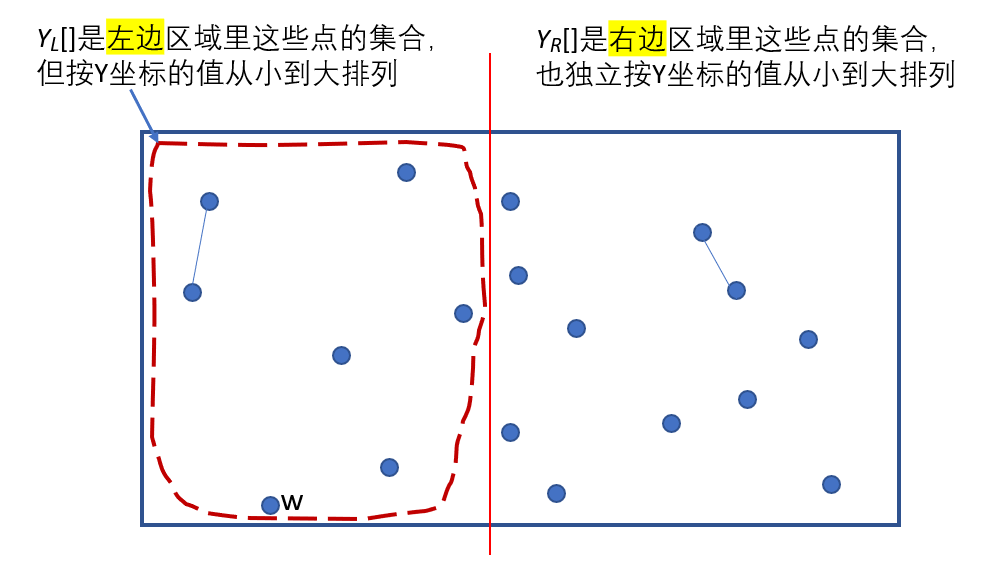 YL[]是左边区域里这些点的集合，
但按Y坐标的值从小到大排列
YR[]是右边区域里这些点的集合，
也独立按Y坐标的值从小到大排列
w